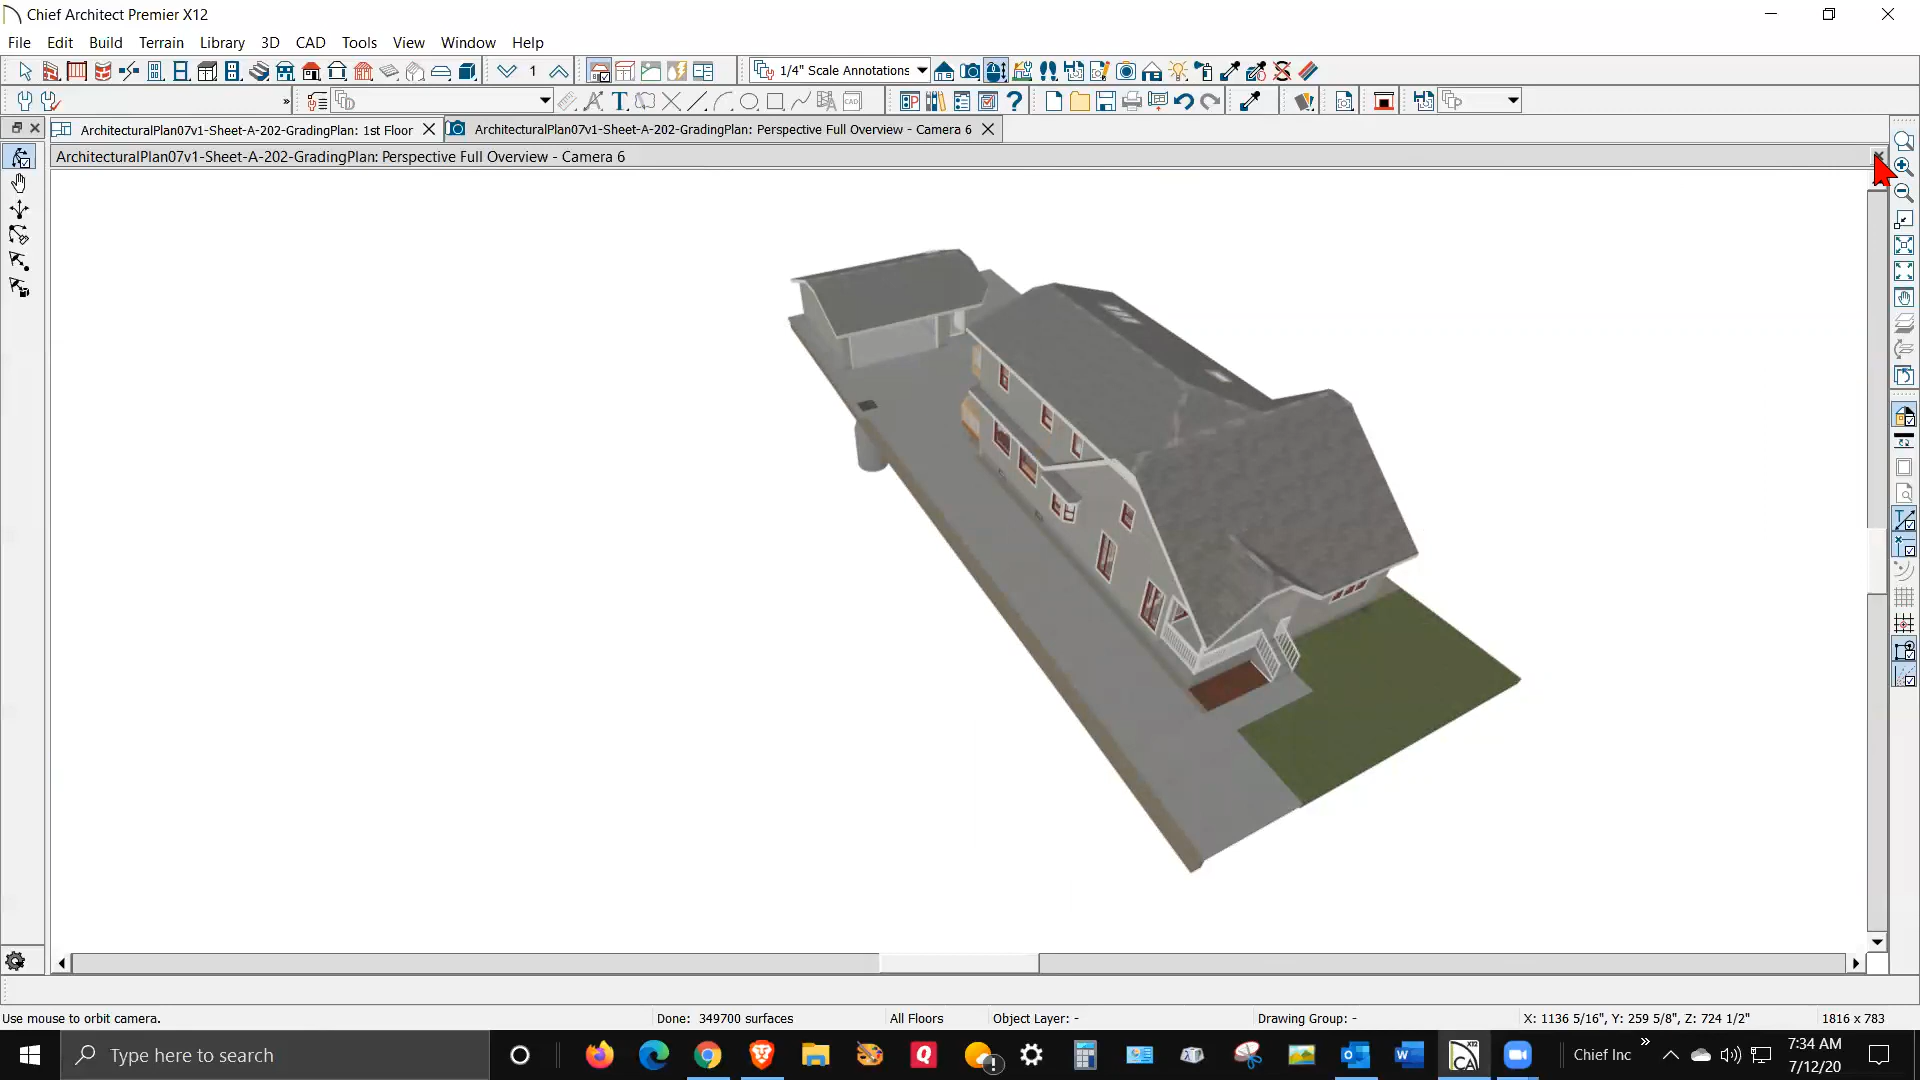 Chief Architect Premier X12
File Edit Build Terrain Library 3D CAD Tools View Window Help
1 1/4" Scale Annotations
ArchitecturalPlan07v1-Sheet-A-202-GradingPlan: 1st Floor ArchitecturalPlan07v1-Sheet-A-202-GradingPlan: Perspective Full Overview - Camera 6
ArchitecturalPlan07v1-Sheet-A-202-GradingPlan: Perspective Full Overview - Camera 6
Use mouse to orbit camera. Done: 349700 surfaces All Floors Object Layer: - Drawing Group: - X: 1136 5/16", Y: 259 5/8", Z: 724 1/2" 1816 x 783
Type here to search Chief Inc » 7:34 AM
7/12/20